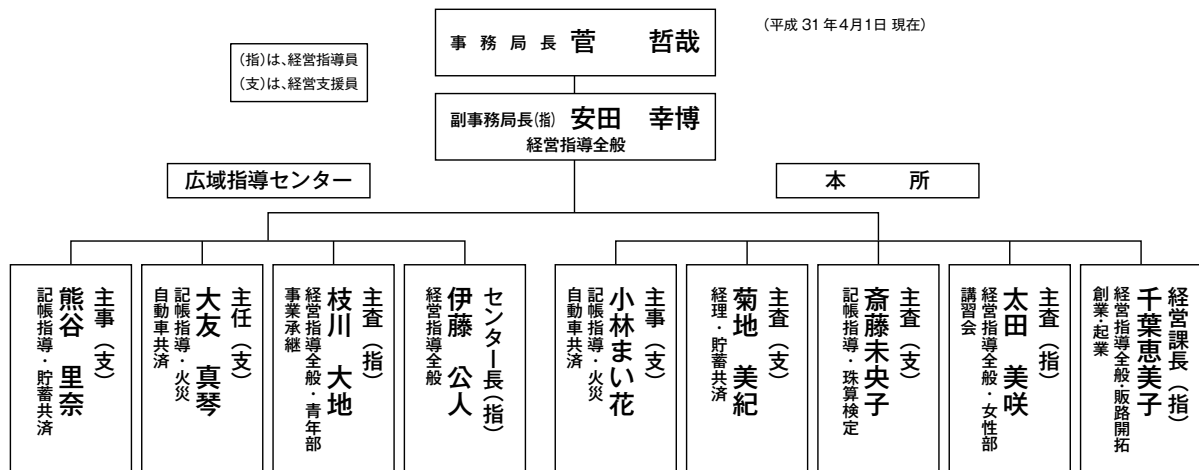 (平成 31 年4月1日 現在)
事務局長 菅 哲哉
(指)は、経営指導員
(支)は、経営支援員
副事務局長(指) 安田 幸博
経営指導全般
広域指導センター
本 所
経営課長(指)
千葉恵美子
経営指導全般・販路開拓
創業・起業
主査(指)
太田 美咲
経営指導全般・女性部
講習会
主査(支)
斎藤未央子
記帳指導・珠算検定
主査(支)
菊地 美紀
経理・貯蓄共済
主事(支)
小林まい花
記帳指導・火災
自動車共済
センター長(指)
伊藤 公人
経営指導全般
主査(指)
枝川 大地
経営指導全般・青年部
事業承継
主任(支)
大友 真琴
記帳指導・火災
自動車共済
主事(支)
熊谷 里奈
記帳指導・貯蓄共済